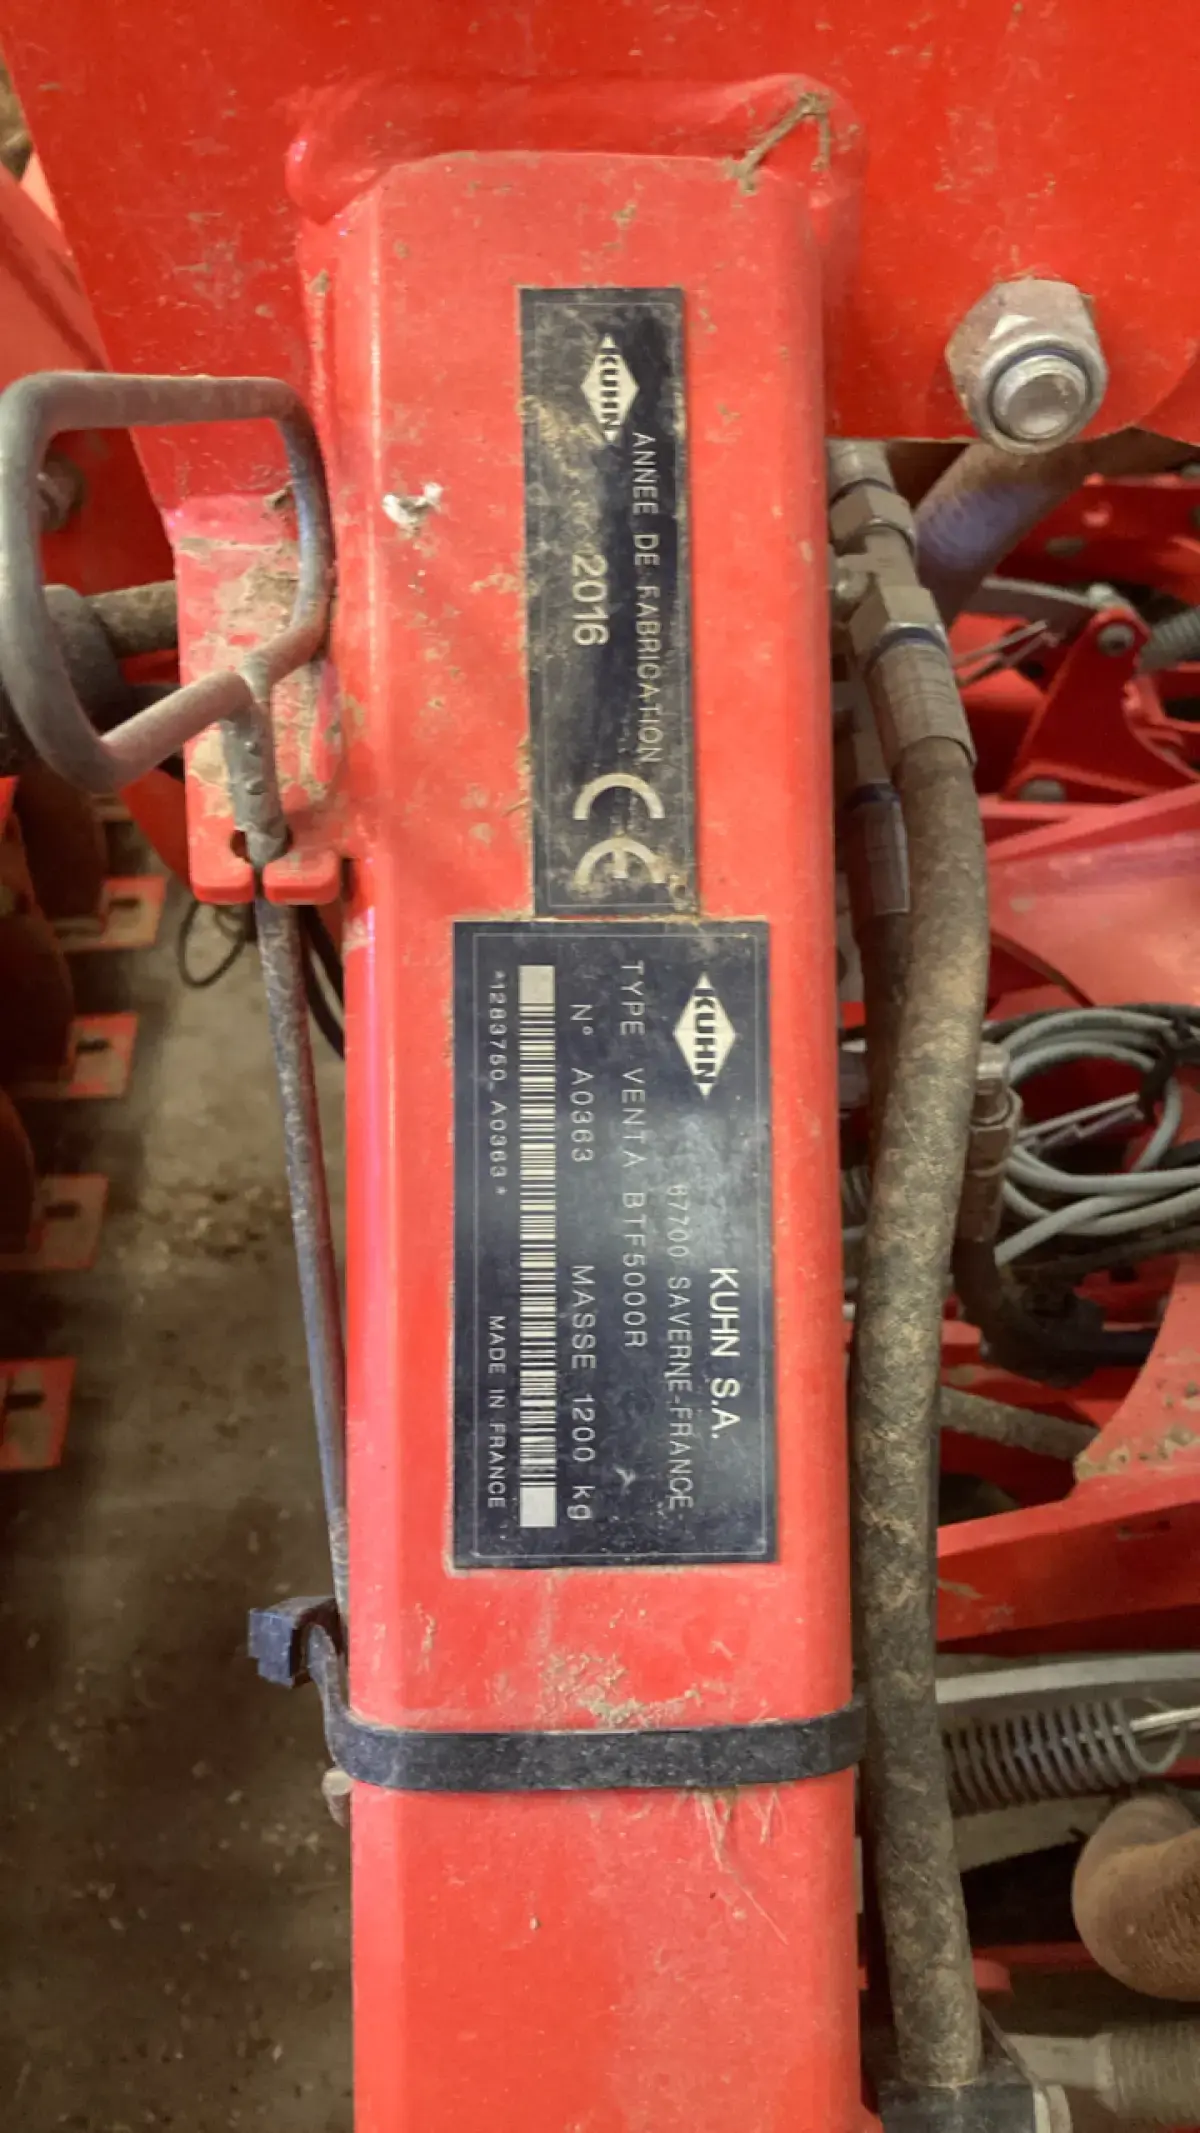 KUHN
ANNEE DE FABRICATION
2016
CE
KUHN
KUHN S.A.
67700 SAVERNE-FRANCE
TYPE VENTA BTF5000R
N° A0363 MASSE 1200 kg
*1283750 A0363* MADE IN FRANCE